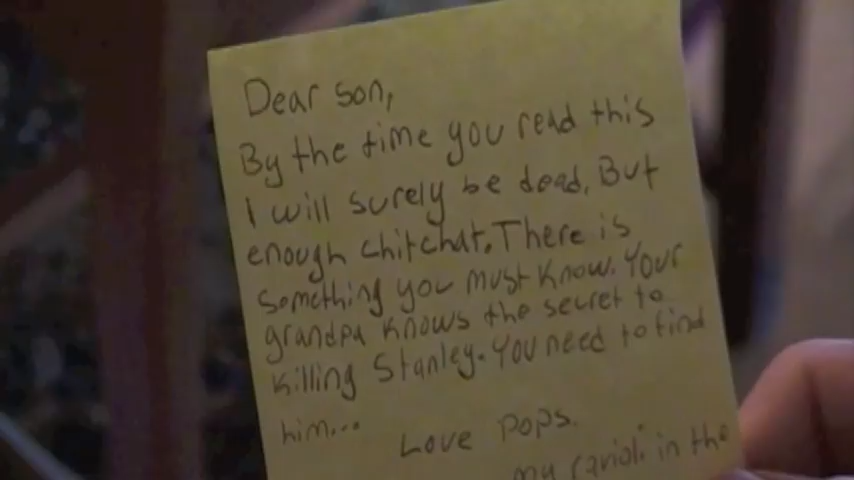 Dear son,
By the time you read this
I will surely be dead. But
enough chitchat. There is
something you must know. Your
grandpa knows the secret to
killing Stanley. You need to find
him...
Love Pops.
my ravioli in the